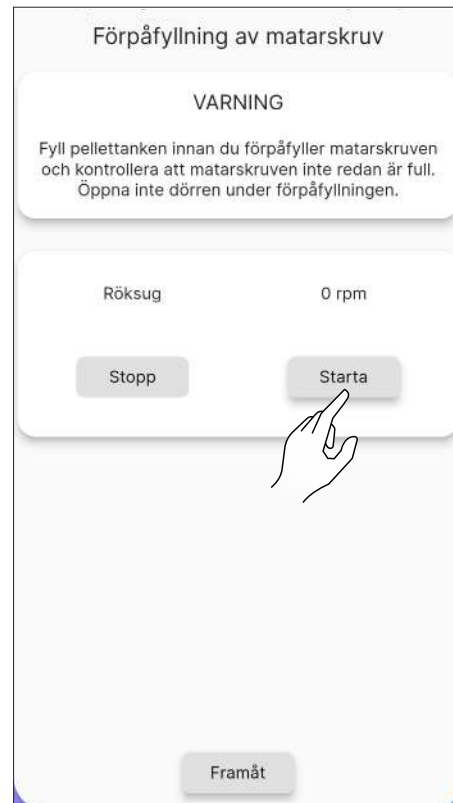 Förpåfyllning av matarskruv
VARNING
Fyll pellettanken innan du förpåfyller matarskruven
och kontrollera att matarskruven inte redan är full.
Öppna inte dörren under förpåfyllningen.
Röksug
0 rpm
Stopp
Starta
Framåt